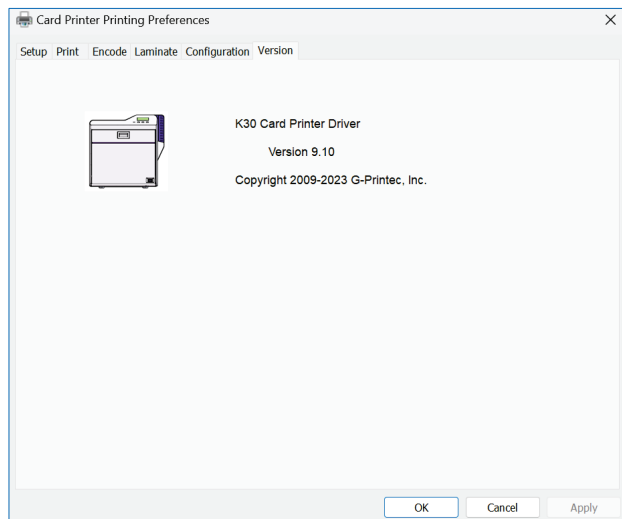 Card Printer Printing Preferences
Setup Print Encode Laminate Configuration Version
K30 Card Printer Driver
Version 9.10
Copyright 2009-2023 G-Printec, Inc.
OK Cancel Apply